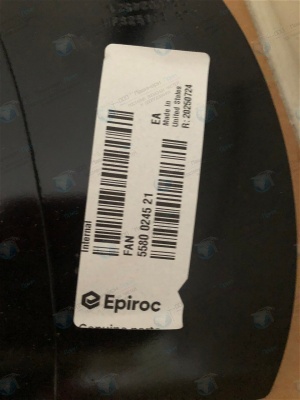 Internal
FAN
5580 0245 21
EA
Made in
United States
R: 20250724
Epiroc
Genuine parts